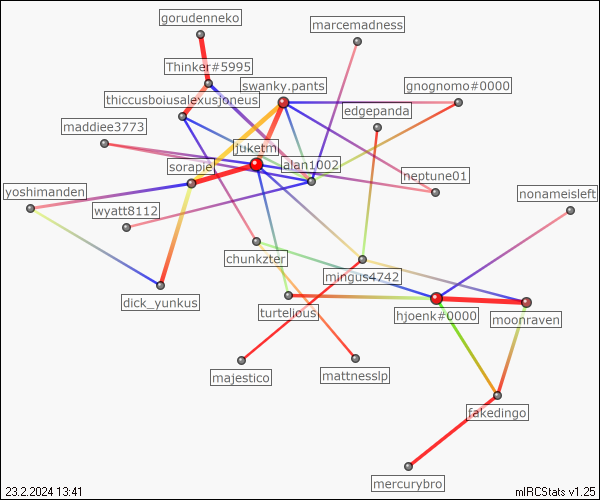 gorudenneko
marcemadness
Thinker#5995
swanky.pants
gnognomo#0000
thiccusboiusalexusjoneus
edgepanda
maddiee3773
juketm
sorapie
alan1002
neptune01
yoshimanden
nonameisleft
wyatt8112
chunkzter
mingus4742
dick_yunkus
turtelious
hjoenk#0000
moonraven
majestico
mattnesslp
fakedingo
mercurybro
23.2.2024 13:41
mIRCStats v1.25